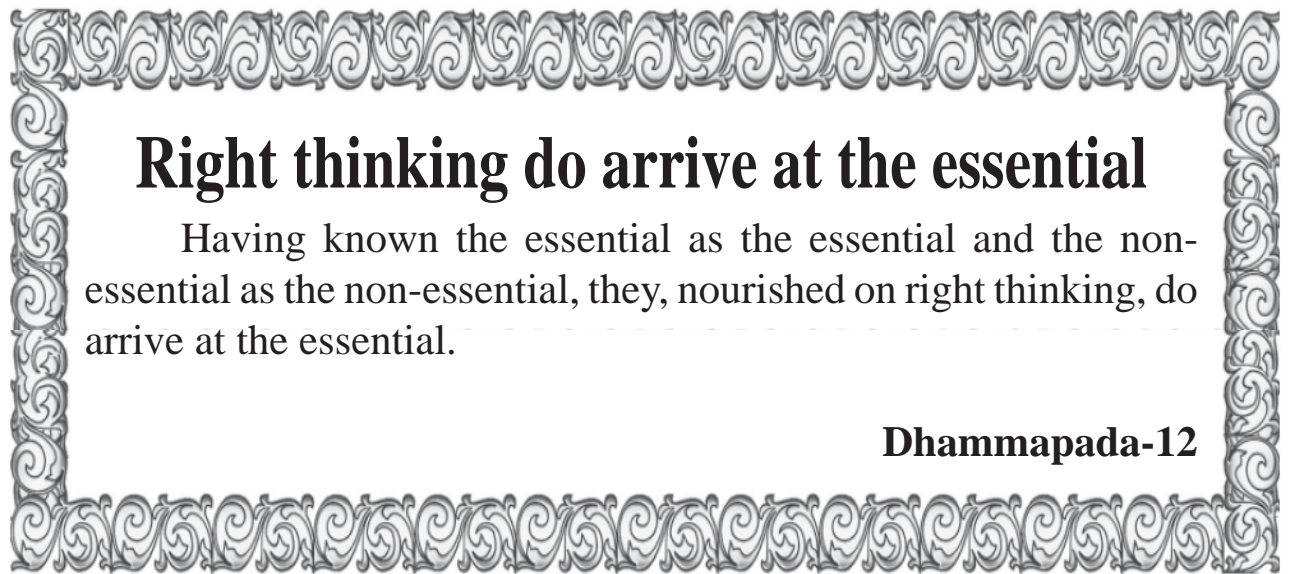 Right thinking do arrive at the essential
Having known the essential as the essential and the non-
essential as the non-essential, they, nourished on right thinking, do
arrive at the essential.
Dhammapada-12